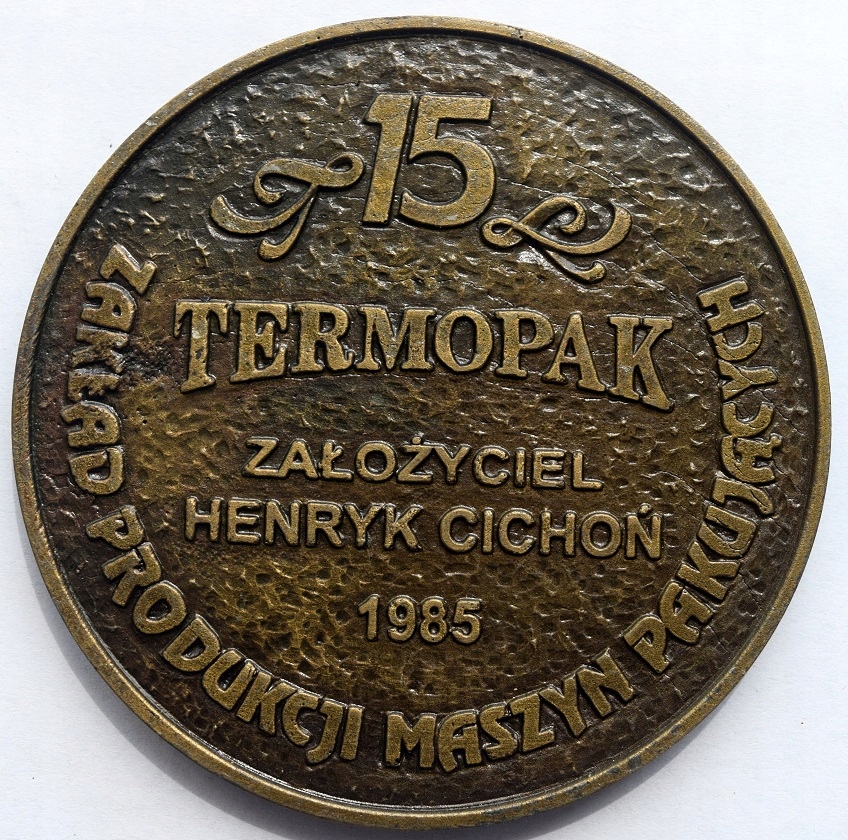 15
TERMOPAK
ZAŁOŻYCIEL
HENRYK CICHOŃ
1985
ZAKŁAD PRODUKCJI MASZYN PAKUJĄCYCH